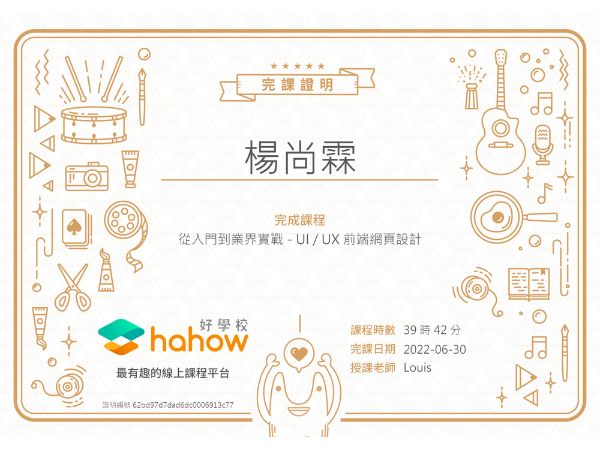 完課證明
楊尚霖
完成課程
從入門到業界實戰 - UI / UX 前端網頁設計
好學校
hahow
最有趣的線上課程平台
課程時數 39 時 42 分
完課日期 2022-06-30
授課老師 Louis
證明編號 62bd97d7dad6dc0006913c77